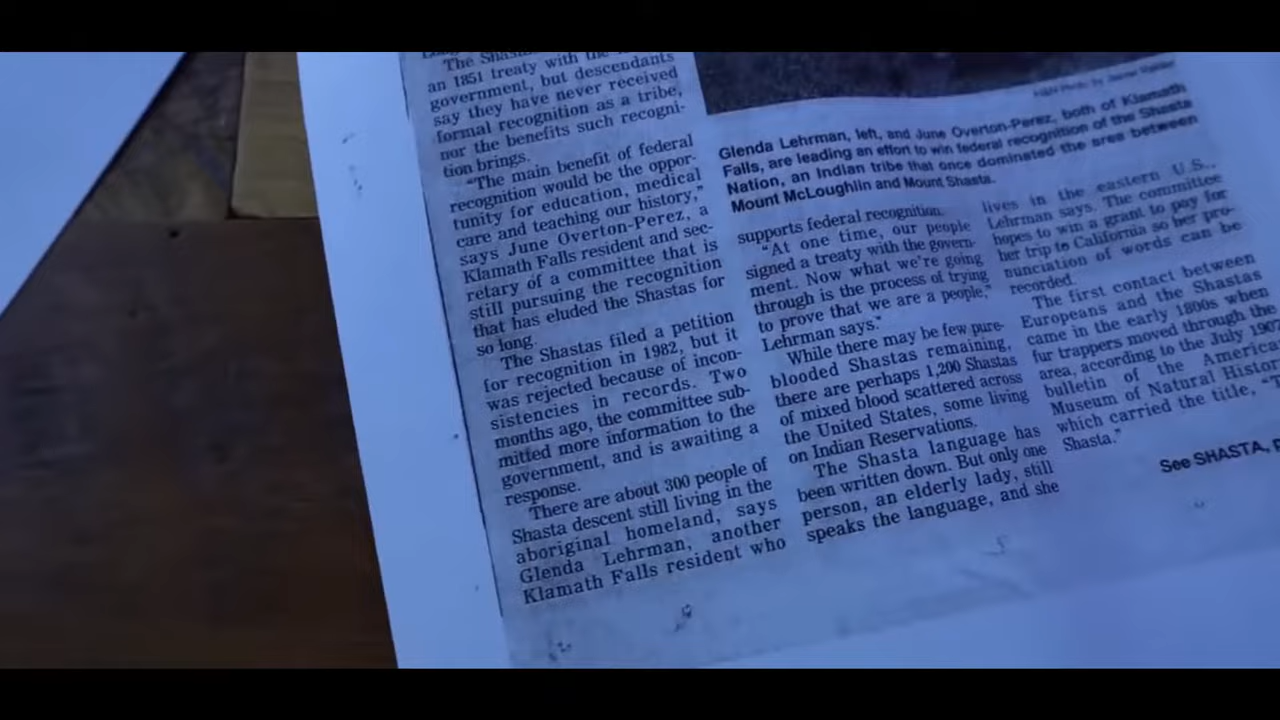 The Shastas
an 1851 treaty with the
government, but descendants
say they have never received
formal recognition as a tribe,
nor the benefits such recogni-
tion brings.
"The main benefit of federal
recognition would be the oppor-
tunity for education, medical
care and teaching our history,"
says June Overton-Perez, a
Klamath Falls resident and sec-
retary of a committee that is
still pursuing the recognition
that has eluded the Shastas for
so long.
The Shastas filed a petition
for recognition in 1982, but it
was rejected because of incon-
sistencies in records. Two
months ago, the committee sub-
mitted more information to the
government, and is awaiting a
response.
There are about 300 people of
Shasta descent still living in the
aboriginal homeland, says
Glenda Lehrman, another
Klamath Falls resident who
Glenda Lehrman, left, and June Overton-Perez, both of Klamath
Falls, are leading an effort to win federal recognition of the Shasta
Nation, an Indian tribe that once dominated the area between
Mount McLoughlin and Mount Shasta.
supports federal recognition.
"At one time, our people
signed a treaty with the govern-
ment. Now what we're going
through is the process of trying
to prove that we are a people,"
Lehrman says."
While there may be few pure-
blooded Shastas remaining,
there are perhaps 1,200 Shastas
of mixed blood scattered across
the United States, some living
on Indian Reservations.
The Shasta language has
been written down. But only one
person, an elderly lady, still
speaks the language, and she
lives in the eastern U.S.,
Lehrman says. The committee
hopes to win a grant to pay for
her trip to California so her pro-
nunciation of words can be
recorded.
The first contact between
Europeans and the Shastas
came in the early 1800s when
fur trappers moved through the
area, according to the July 1907
bulletin of the America
Museum of Natural Histor
which carried the title, "T
Shasta."
See SHASTA,